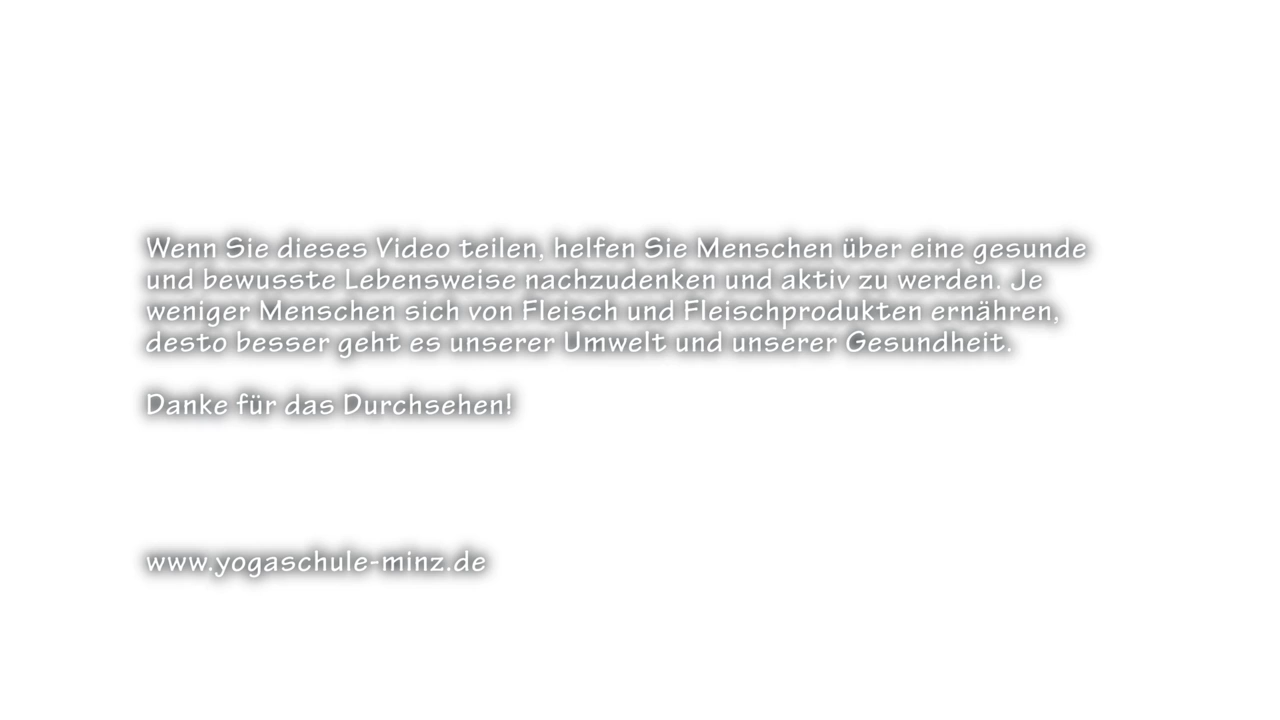 Wenn Sie dieses Video teilen, helfen Sie Menschen über eine gesunde
und bewusste Lebensweise nachzudenken und aktiv zu werden. Je
weniger Menschen sich von Fleisch und Fleischprodukten ernähren,
desto besser geht es unserer Umwelt und unserer Gesundheit.
Danke für das Durchsehen!
www.yogaschule-minz.de